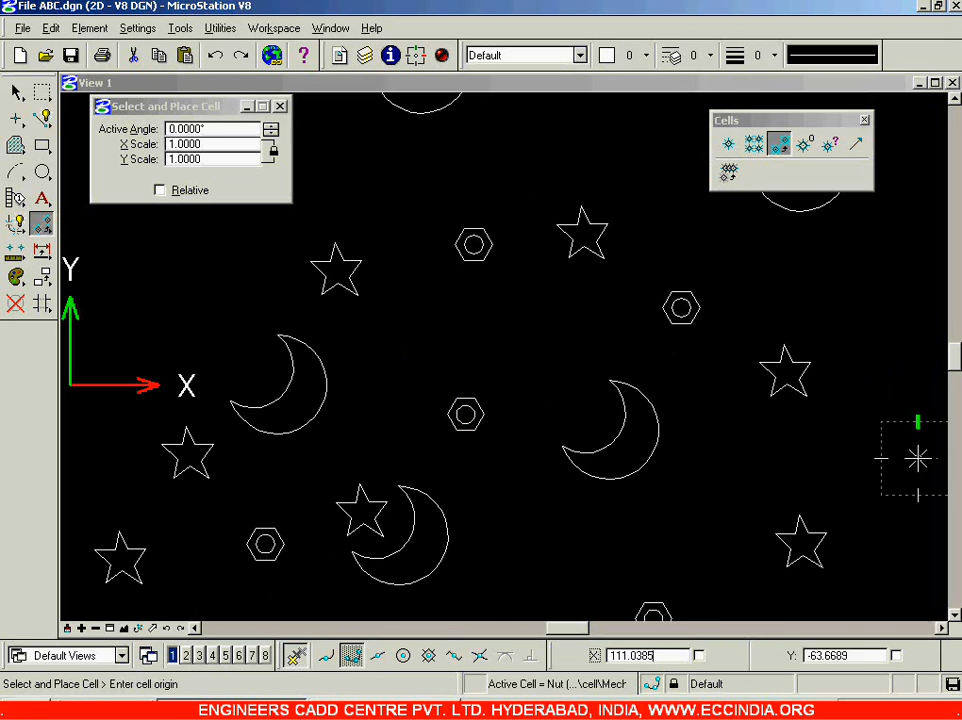 File ABC.dgn (2D - V8 DGN) - MicroStation V8
File Edit Element Settings Tools Utilities Workspace Window Help
Default 0 0 0
View 1
Select and Place Cell
Active Angle: 0.0000°
X Scale: 1.0000
Y Scale: 1.0000
Relative
Cells
Y
X
Default Views 1 2 3 4 5 6 7 8 111.0385 Y: -63.6689
Select and Place Cell > Enter cell origin Active Cell = Nut (...\cell\Mech Default
ENGINEERS CADD CENTRE PVT. LTD. HYDERABAD, INDIA, WWW.ECCINDIA.ORG